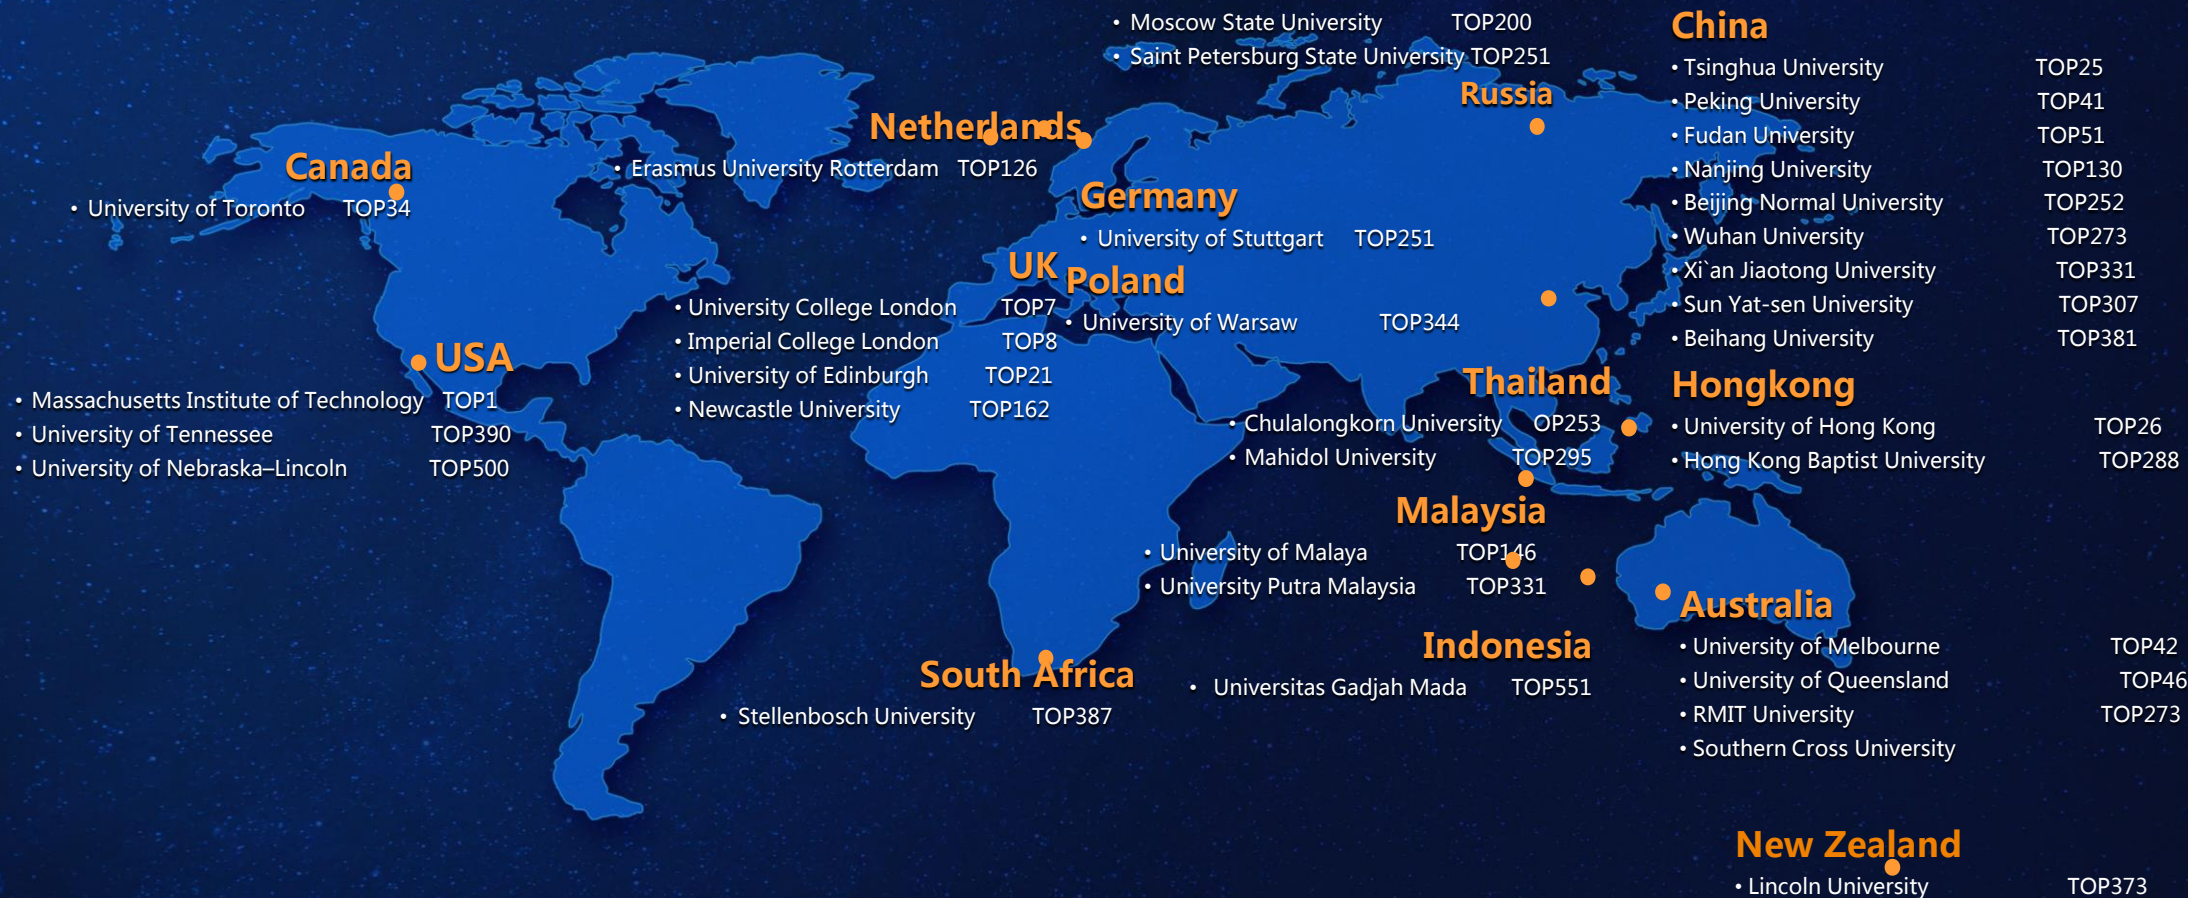 • Moscow State University TOP200
• Saint Petersburg State University TOP251
Russia
China
• Tsinghua University TOP25
• Peking University TOP41
• Fudan University TOP51
• Nanjing University TOP130
• Beijing Normal University TOP252
• Wuhan University TOP273
• Xi`an Jiaotong University TOP331
• Sun Yat-sen University TOP307
• Beihang University TOP381
Netherlands
• Erasmus University Rotterdam TOP126
Canada
• University of Toronto TOP34
Germany
• University of Stuttgart TOP251
UK
• University College London TOP7
• Imperial College London TOP8
• University of Edinburgh TOP21
• Newcastle University TOP162
Poland
• University of Warsaw TOP344
USA
• Massachusetts Institute of Technology TOP1
• University of Tennessee TOP390
• University of Nebraska–Lincoln TOP500
Thailand
• Chulalongkorn University OP253
• Mahidol University TOP295
Hongkong
• University of Hong Kong TOP26
• Hong Kong Baptist University TOP288
Malaysia
• University of Malaya TOP146
• University Putra Malaysia TOP331
Indonesia
• Universitas Gadjah Mada TOP551
Australia
• University of Melbourne TOP42
• University of Queensland TOP46
• RMIT University TOP273
• Southern Cross University
South Africa
• Stellenbosch University TOP387
New Zealand
• Lincoln University TOP373